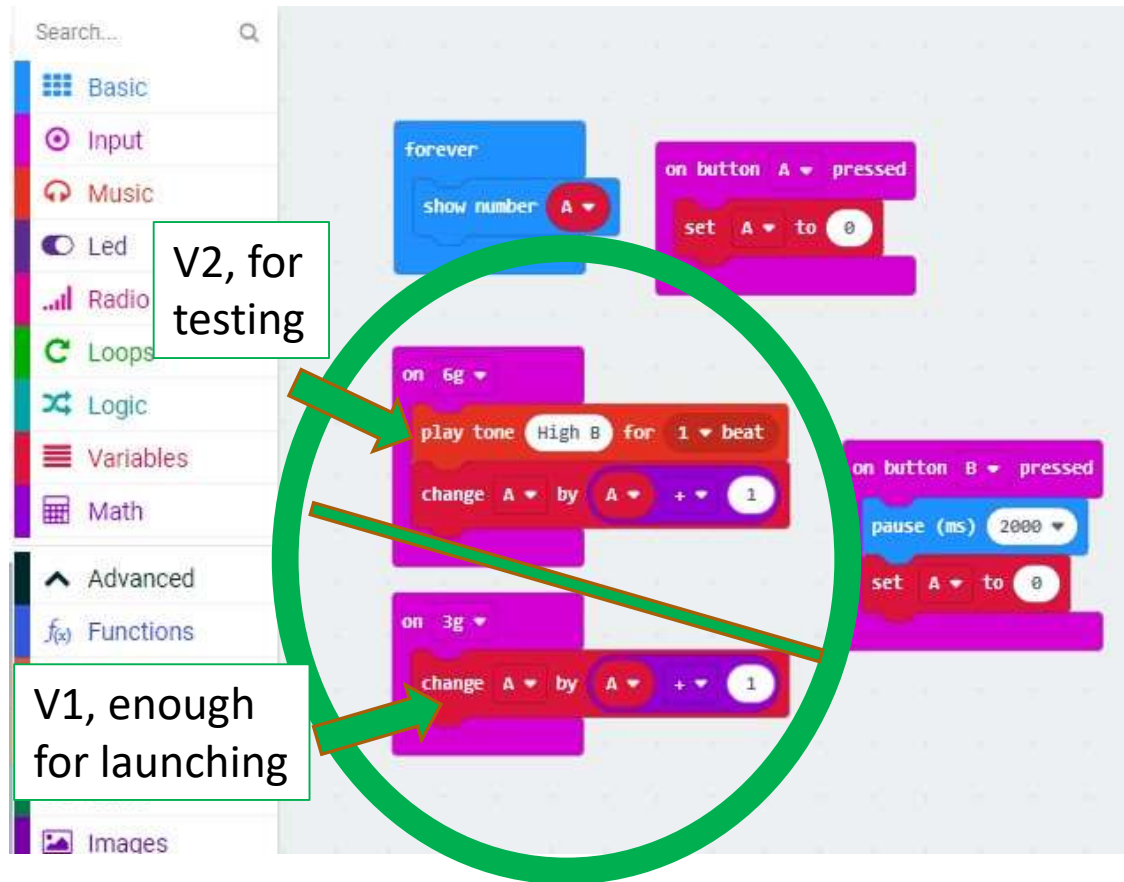 Search...
Basic
Input
Music
Led
Radio
Loops
Logic
Variables
Math
Advanced
Functions
Images
V2, for
testing
V1, enough
for launching
forever
show number A
on button A pressed
set A to 0
on 6g
play tone High B for 1 beat
change A by A + 1
on 3g
change A by A + 1
on button B pressed
pause (ms) 2000
set A to 0